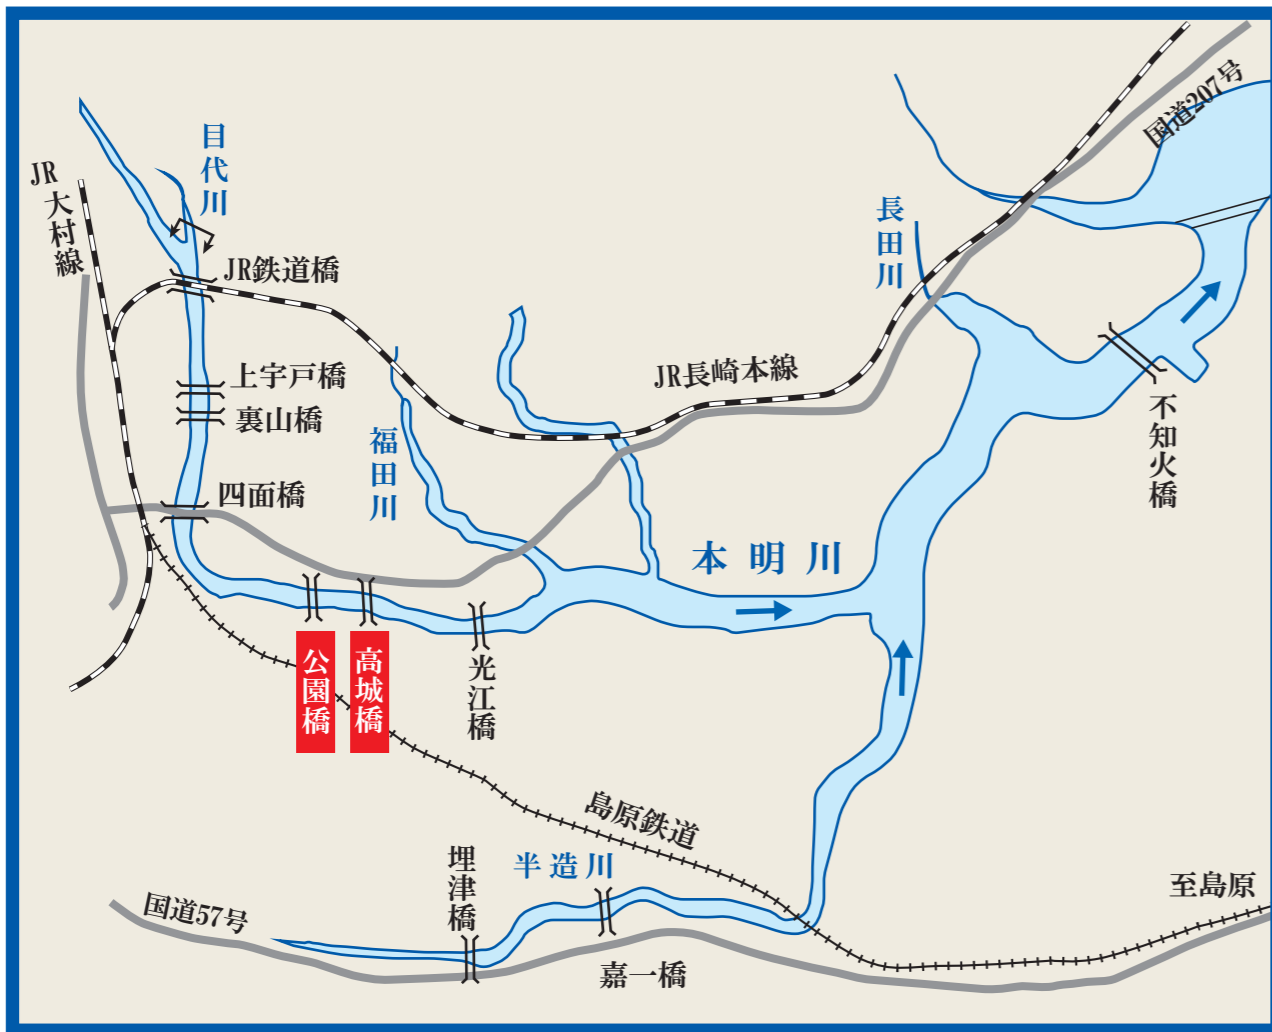 国道207号
目代川
JR大村線
長田川
JR鉄道橋
JR長崎本線
上宇戸橋
裏山橋
不知火橋
福田川
四面橋
本明川
公園橋
高城橋
光江橋
島原鉄道
埋津橋
半造川
至島原
国道57号
嘉一橋